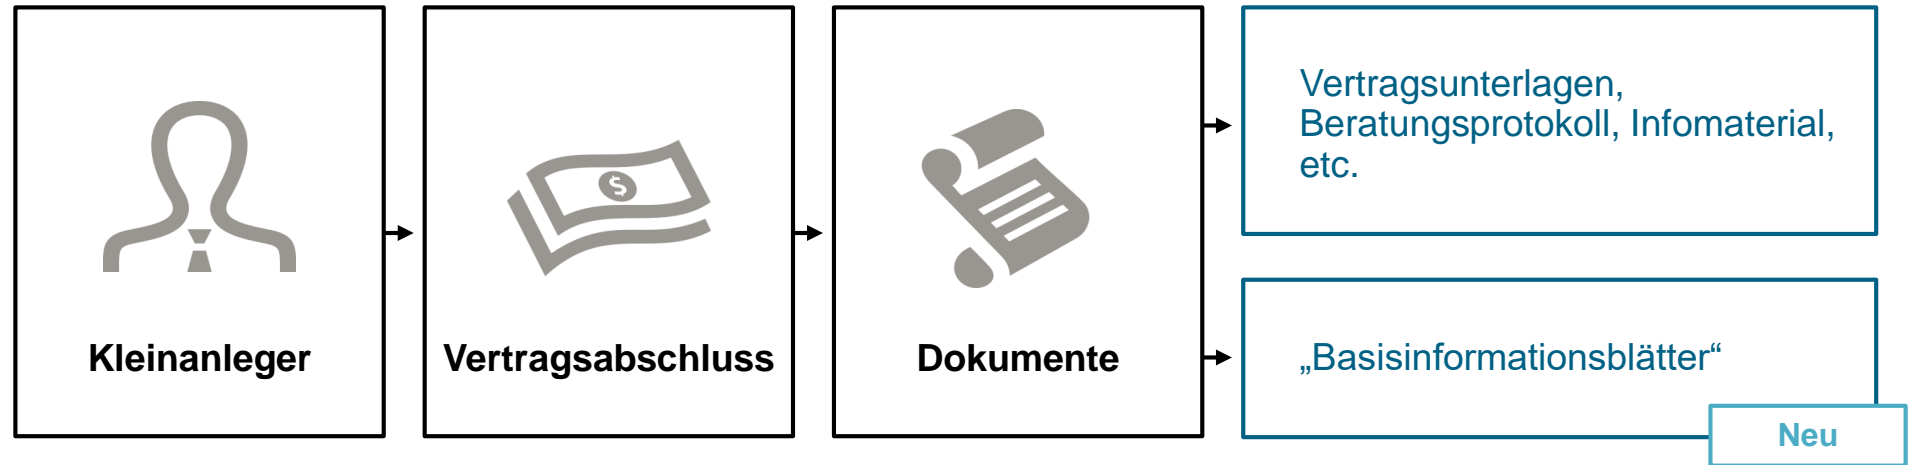 Kleinanleger
Vertragsabschluss
$
Dokumente
Vertragsunterlagen,
Beratungsprotokoll, Infomaterial,
etc.
„Basisinformationsblätter“
Neu